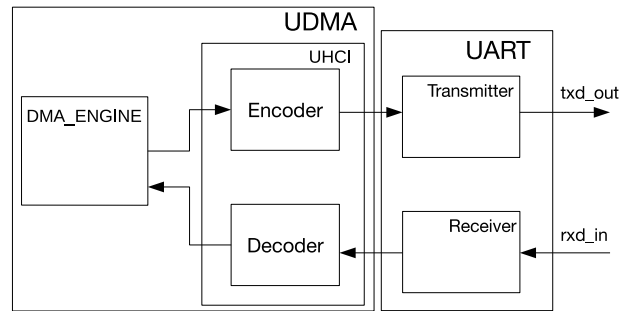 UDMA
UART
UHCI
DMA_ENGINE
Encoder
Transmitter
txd_out
Decoder
Receiver
rxd_in